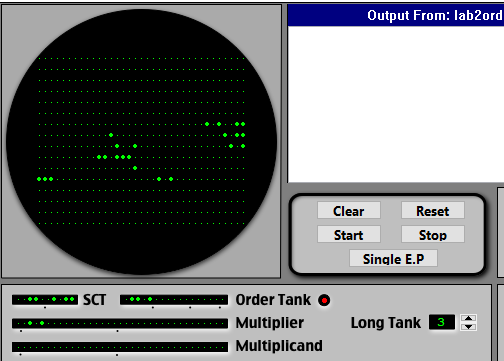 Output From: lab2ord
Clear
Reset
Start
Stop
Single E.P
SCT
Order Tank
Multiplier
Long Tank
3
Multiplicand